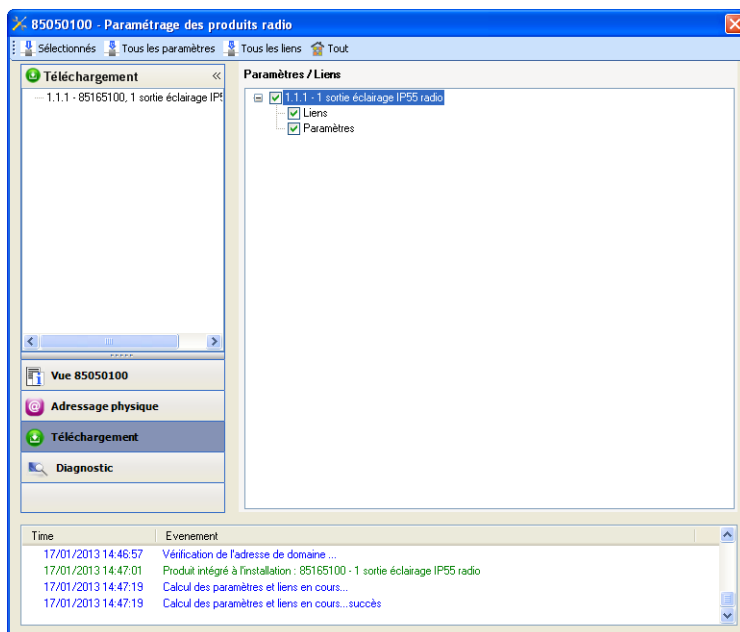 85050100 - Paramétrage des produits radio
Sélectionnés Tous les paramètres Tous les liens Tout
Téléchargement «
1.1.1 - 85165100, 1 sortie éclairage IP5
Paramètres / Liens
1.1.1 - 1 sortie éclairage IP55 radio
Liens
Paramètres
Vue 85050100
Adressage physique
Téléchargement
Diagnostic
Time Evenement
17/01/2013 14:46:57 Vérification de l'adresse de domaine ...
17/01/2013 14:47:01 Produit intégré à l'installation : 85165100 - 1 sortie éclairage IP55 radio
17/01/2013 14:47:19 Calcul des paramètres et liens en cours...
17/01/2013 14:47:19 Calcul des paramètres et liens en cours...succès